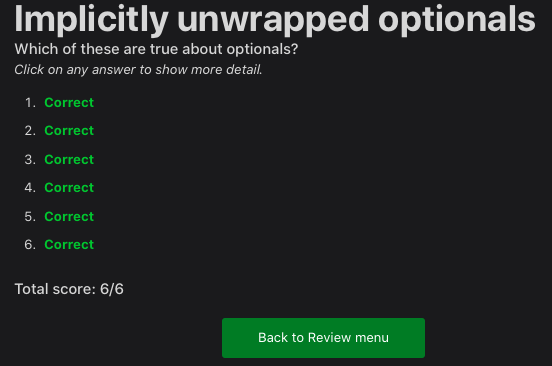 Implicitly unwrapped optionals
Which of these are true about optionals?
Click on any answer to show more detail.
1. Correct
2. Correct
3. Correct
4. Correct
5. Correct
6. Correct
Total score: 6/6
Back to Review menu